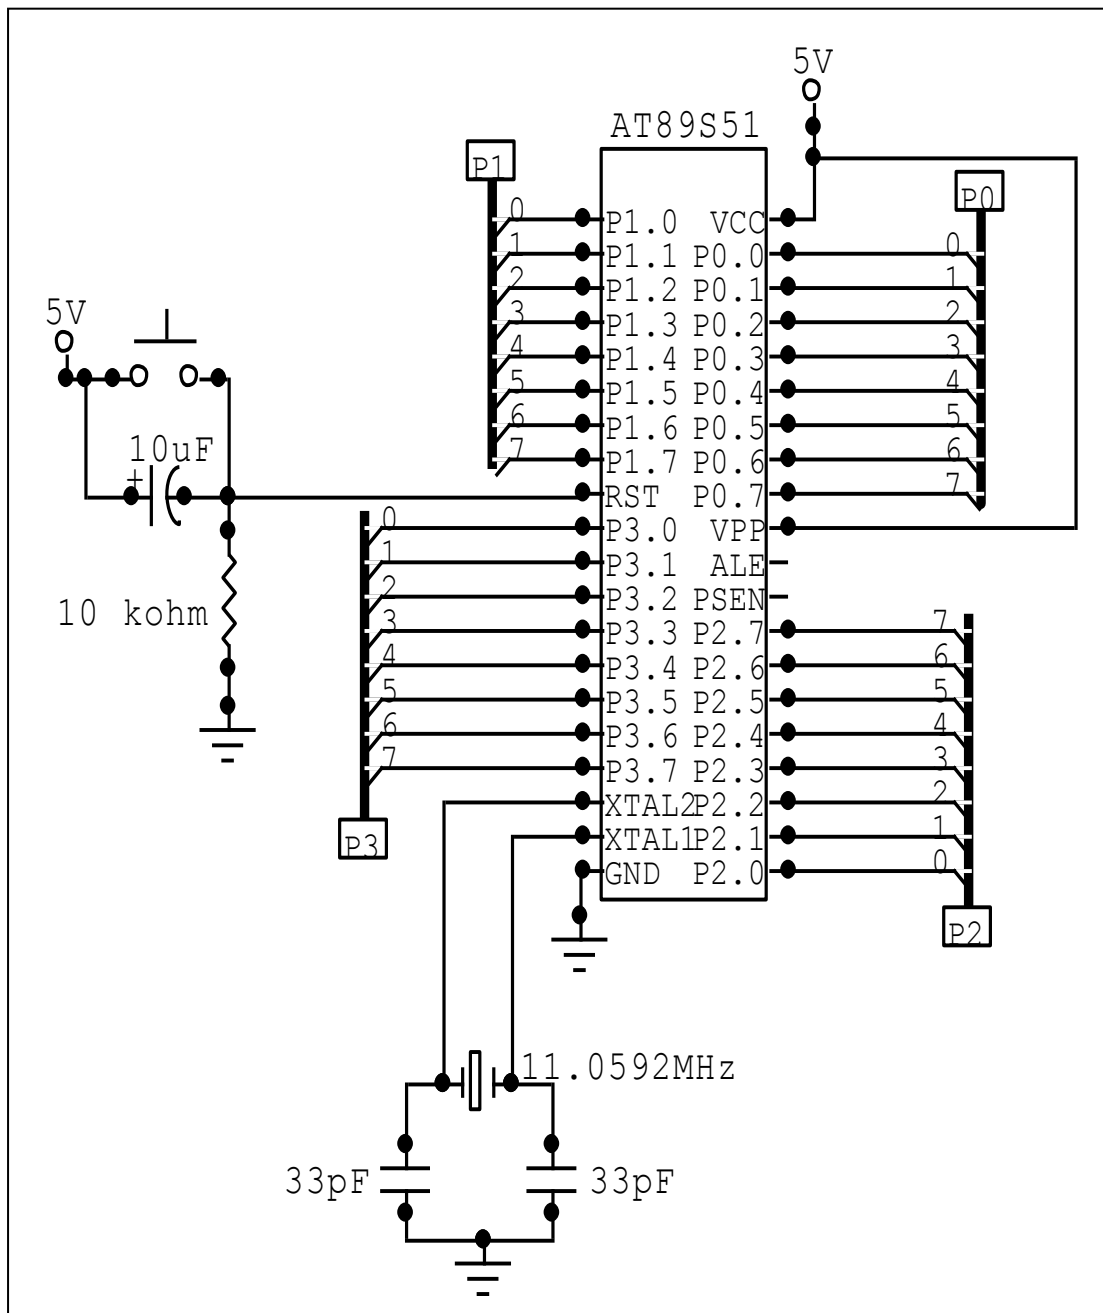 5V
AT89S51
P1
P0
0
1
2
3
4
5
6
7
P1.0
P1.1
P1.2
P1.3
P1.4
P1.5
P1.6
P1.7
RST
P3.0
P3.1
P3.2
P3.3
P3.4
P3.5
P3.6
P3.7
XTAL2
XTAL1
GND
VCC
P0.0
P0.1
P0.2
P0.3
P0.4
P0.5
P0.6
P0.7
VPP
ALE
PSEN
P2.7
P2.6
P2.5
P2.4
P2.3
P2.2
P2.1
P2.0
0
1
2
3
4
5
6
7
5V
10uF
+
10 kohm
0
1
2
3
4
5
6
7
P3
7
6
5
4
3
2
1
0
P2
11.0592MHz
33pF
33pF